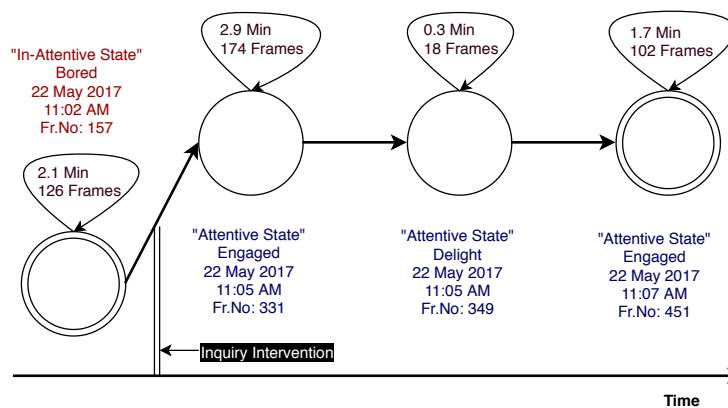 "In-Attentive State"
Bored
22 May 2017
11:02 AM
Fr.No: 157
2.1 Min
126 Frames
2.9 Min
174 Frames
"Attentive State"
Engaged
22 May 2017
11:05 AM
Fr.No: 331
0.3 Min
18 Frames
"Attentive State"
Delight
22 May 2017
11:05 AM
Fr.No: 349
1.7 Min
102 Frames
"Attentive State"
Engaged
22 May 2017
11:07 AM
Fr.No: 451
Inquiry Intervention
Time